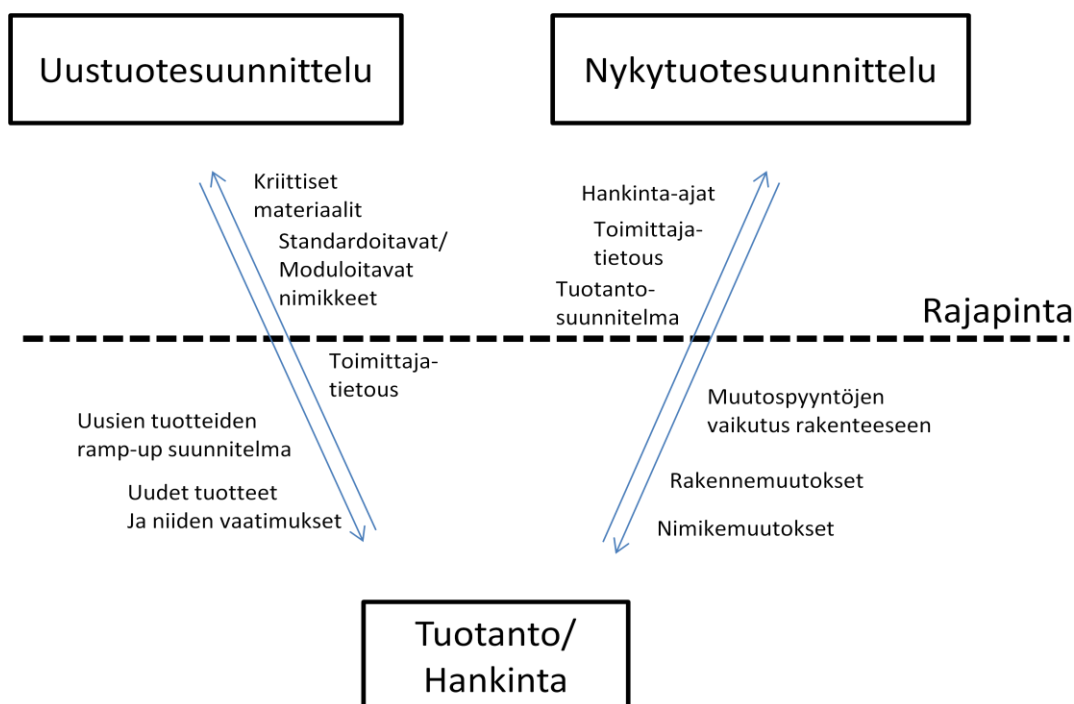 Uustuotesuunnittelu
Nykytuotesuunnittelu
Kriittiset
materiaalit
Standardoitavat/
Moduloitavat
nimikkeet
Hankinta-ajat
Toimittaja-
tietous
Tuotanto-
suunnitelma
Rajapinta
Toimittaja-
tietous
Uusien tuotteiden
ramp-up suunnitelma
Uudet tuotteet
Ja niiden vaatimukset
Muutospyyntöjen
vaikutus rakenteeseen
Rakennemuutokset
Nimikemuutokset
Tuotanto/
Hankinta